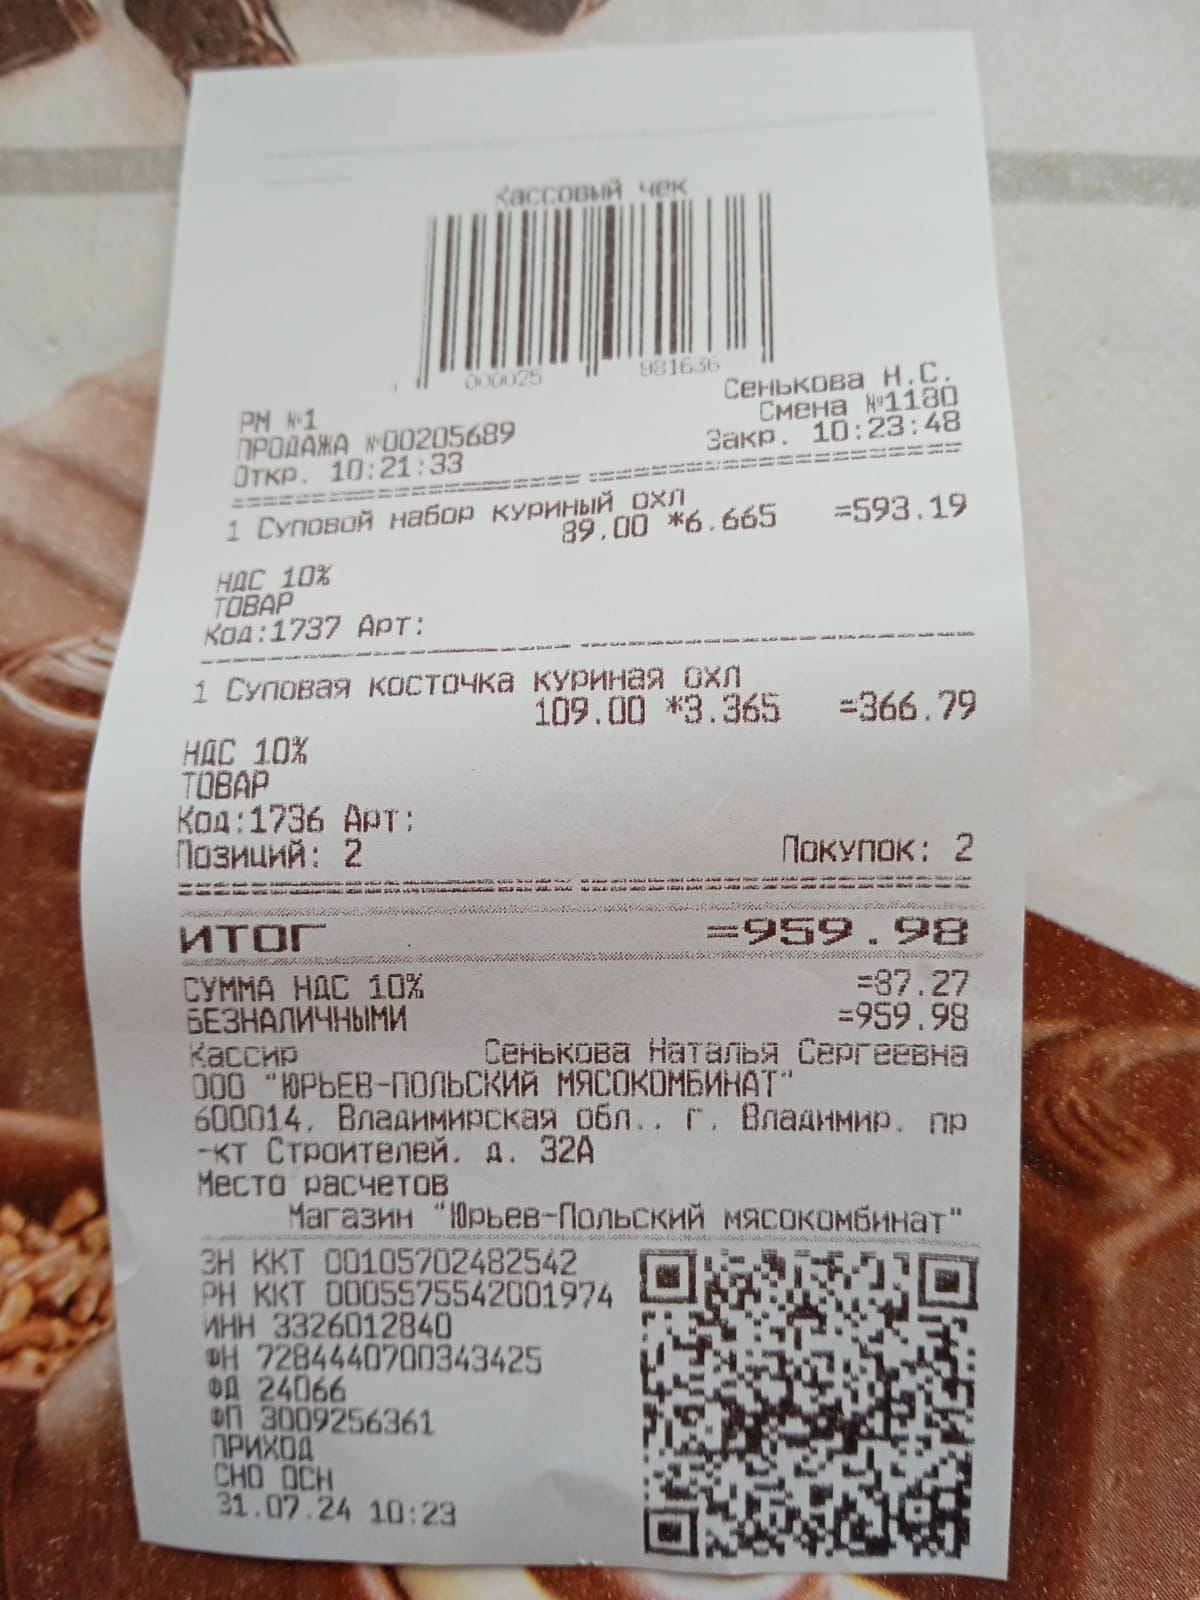 Кассовый чек
000025 981636
Сенькова Н.С.
РМ №1 Смена №1180
ПРОДАЖА №00205689 Закр. 10:23:48
Откр. 10:21:33
1 Суповой набор куриный охл
89.00 *6.665 =593.19
НДС 10%
ТОВАР
Код:1737 Арт:
1 Суповая косточка куриная охл
109.00 *3.365 =366.79
НДС 10%
ТОВАР
Код:1736 Арт:
Позиций: 2 Покупок: 2
ИТОГ =959.98
СУММА НДС 10% =87.27
БЕЗНАЛИЧНЫМИ =959.98
Кассир Сенькова Наталья Сергеевна
ООО "ЮРЬЕВ-ПОЛЬСКИЙ МЯСОКОМБИНАТ"
600014, Владимирская обл., г. Владимир, пр
-кт Строителей, д. 32А
Место расчетов
Магазин "Юрьев-Польский мясокомбинат"
ЗН ККТ 00105702482542
РН ККТ 0005575542001974
ИНН 3326012840
ФН 7284440700343425
ФД 24066
ФП 3009256361
ПРИХОД
СНО ОСН
31.07.24 10:23